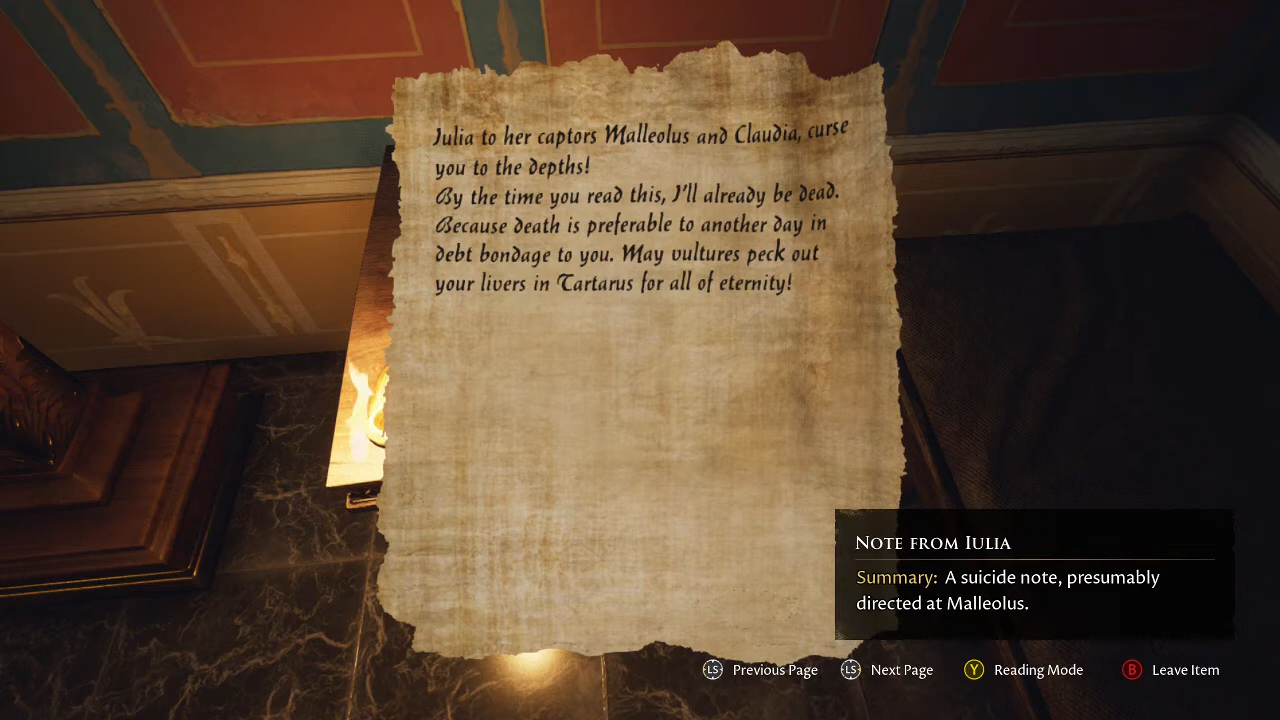 Iulia to her captors Malleolus and Claudia, curse
you to the depths!
By the time you read this, I'll already be dead.
Because death is preferable to another day in
debt bondage to you. May vultures peck out
your livers in Tartarus for all of eternity!
Note from Iulia
Summary: A suicide note, presumably
directed at Malleolus.
LS Previous Page LS Next Page Y Reading Mode B Leave Item